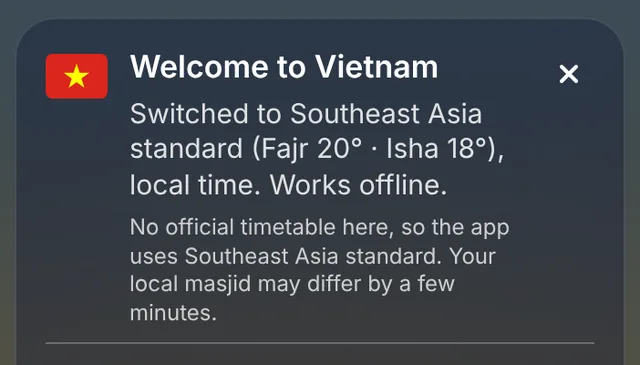 Welcome to Vietnam
Switched to Southeast Asia
standard (Fajr 20° · Isha 18°),
local time. Works offline.
No official timetable here, so the app
uses Southeast Asia standard. Your
local masjid may differ by a few
minutes.